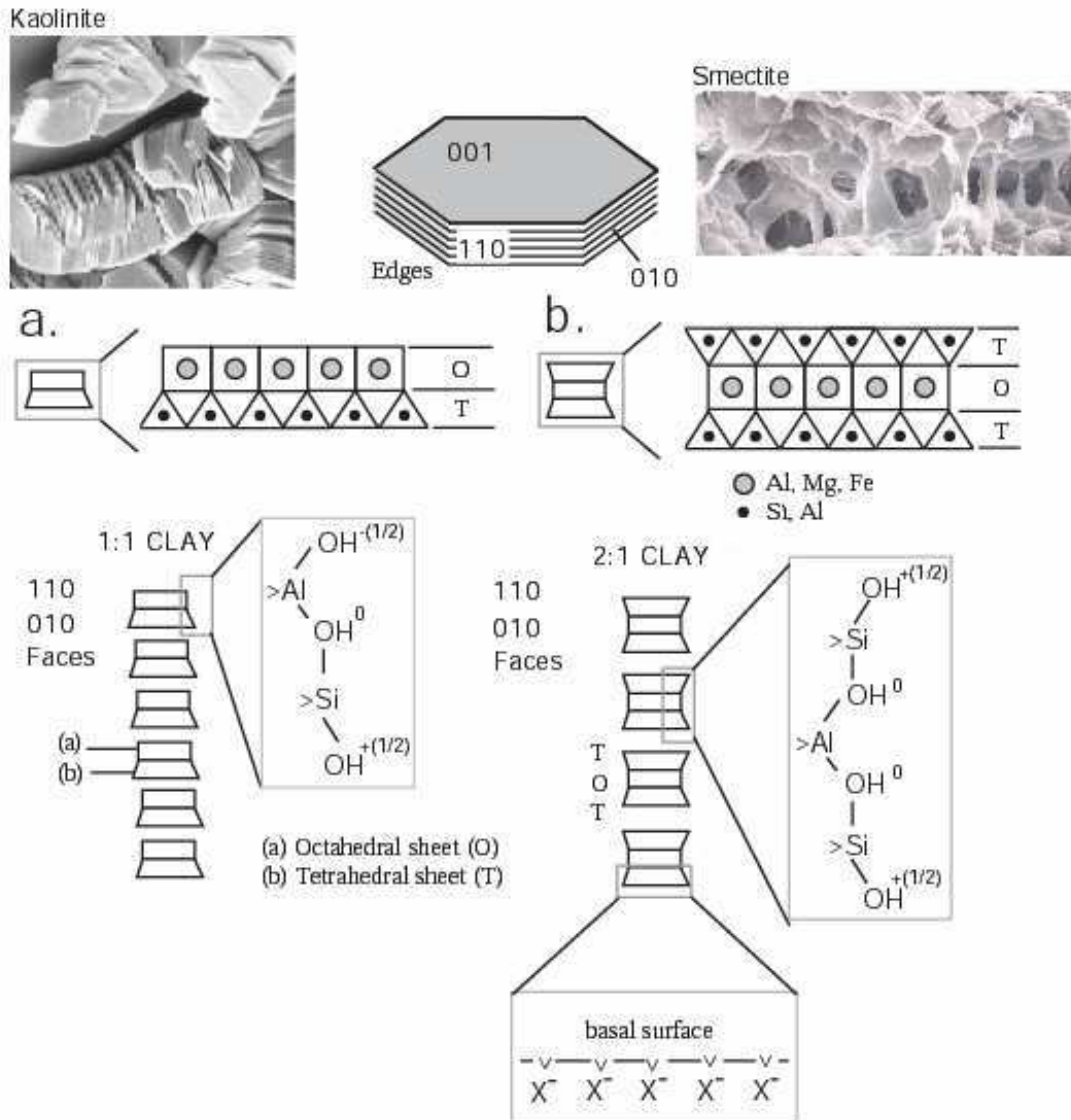 Kaolinite
Smectite
001
110
Edges
010
a.
O
T
b.
T
O
T
Al, Mg, Fe
Si, Al
1:1 CLAY
110
010
Faces
(a)
(b)
OH-(1/2)
>Al
OH0
>Si
OH+(1/2)
(a) Octahedral sheet (O)
(b) Tetrahedral sheet (T)
2:1 CLAY
110
010
Faces
T
O
T
OH+(1/2)
>Si
OH0
>Al
OH0
>Si
OH+(1/2)
basal surface
X- X- X- X- X-